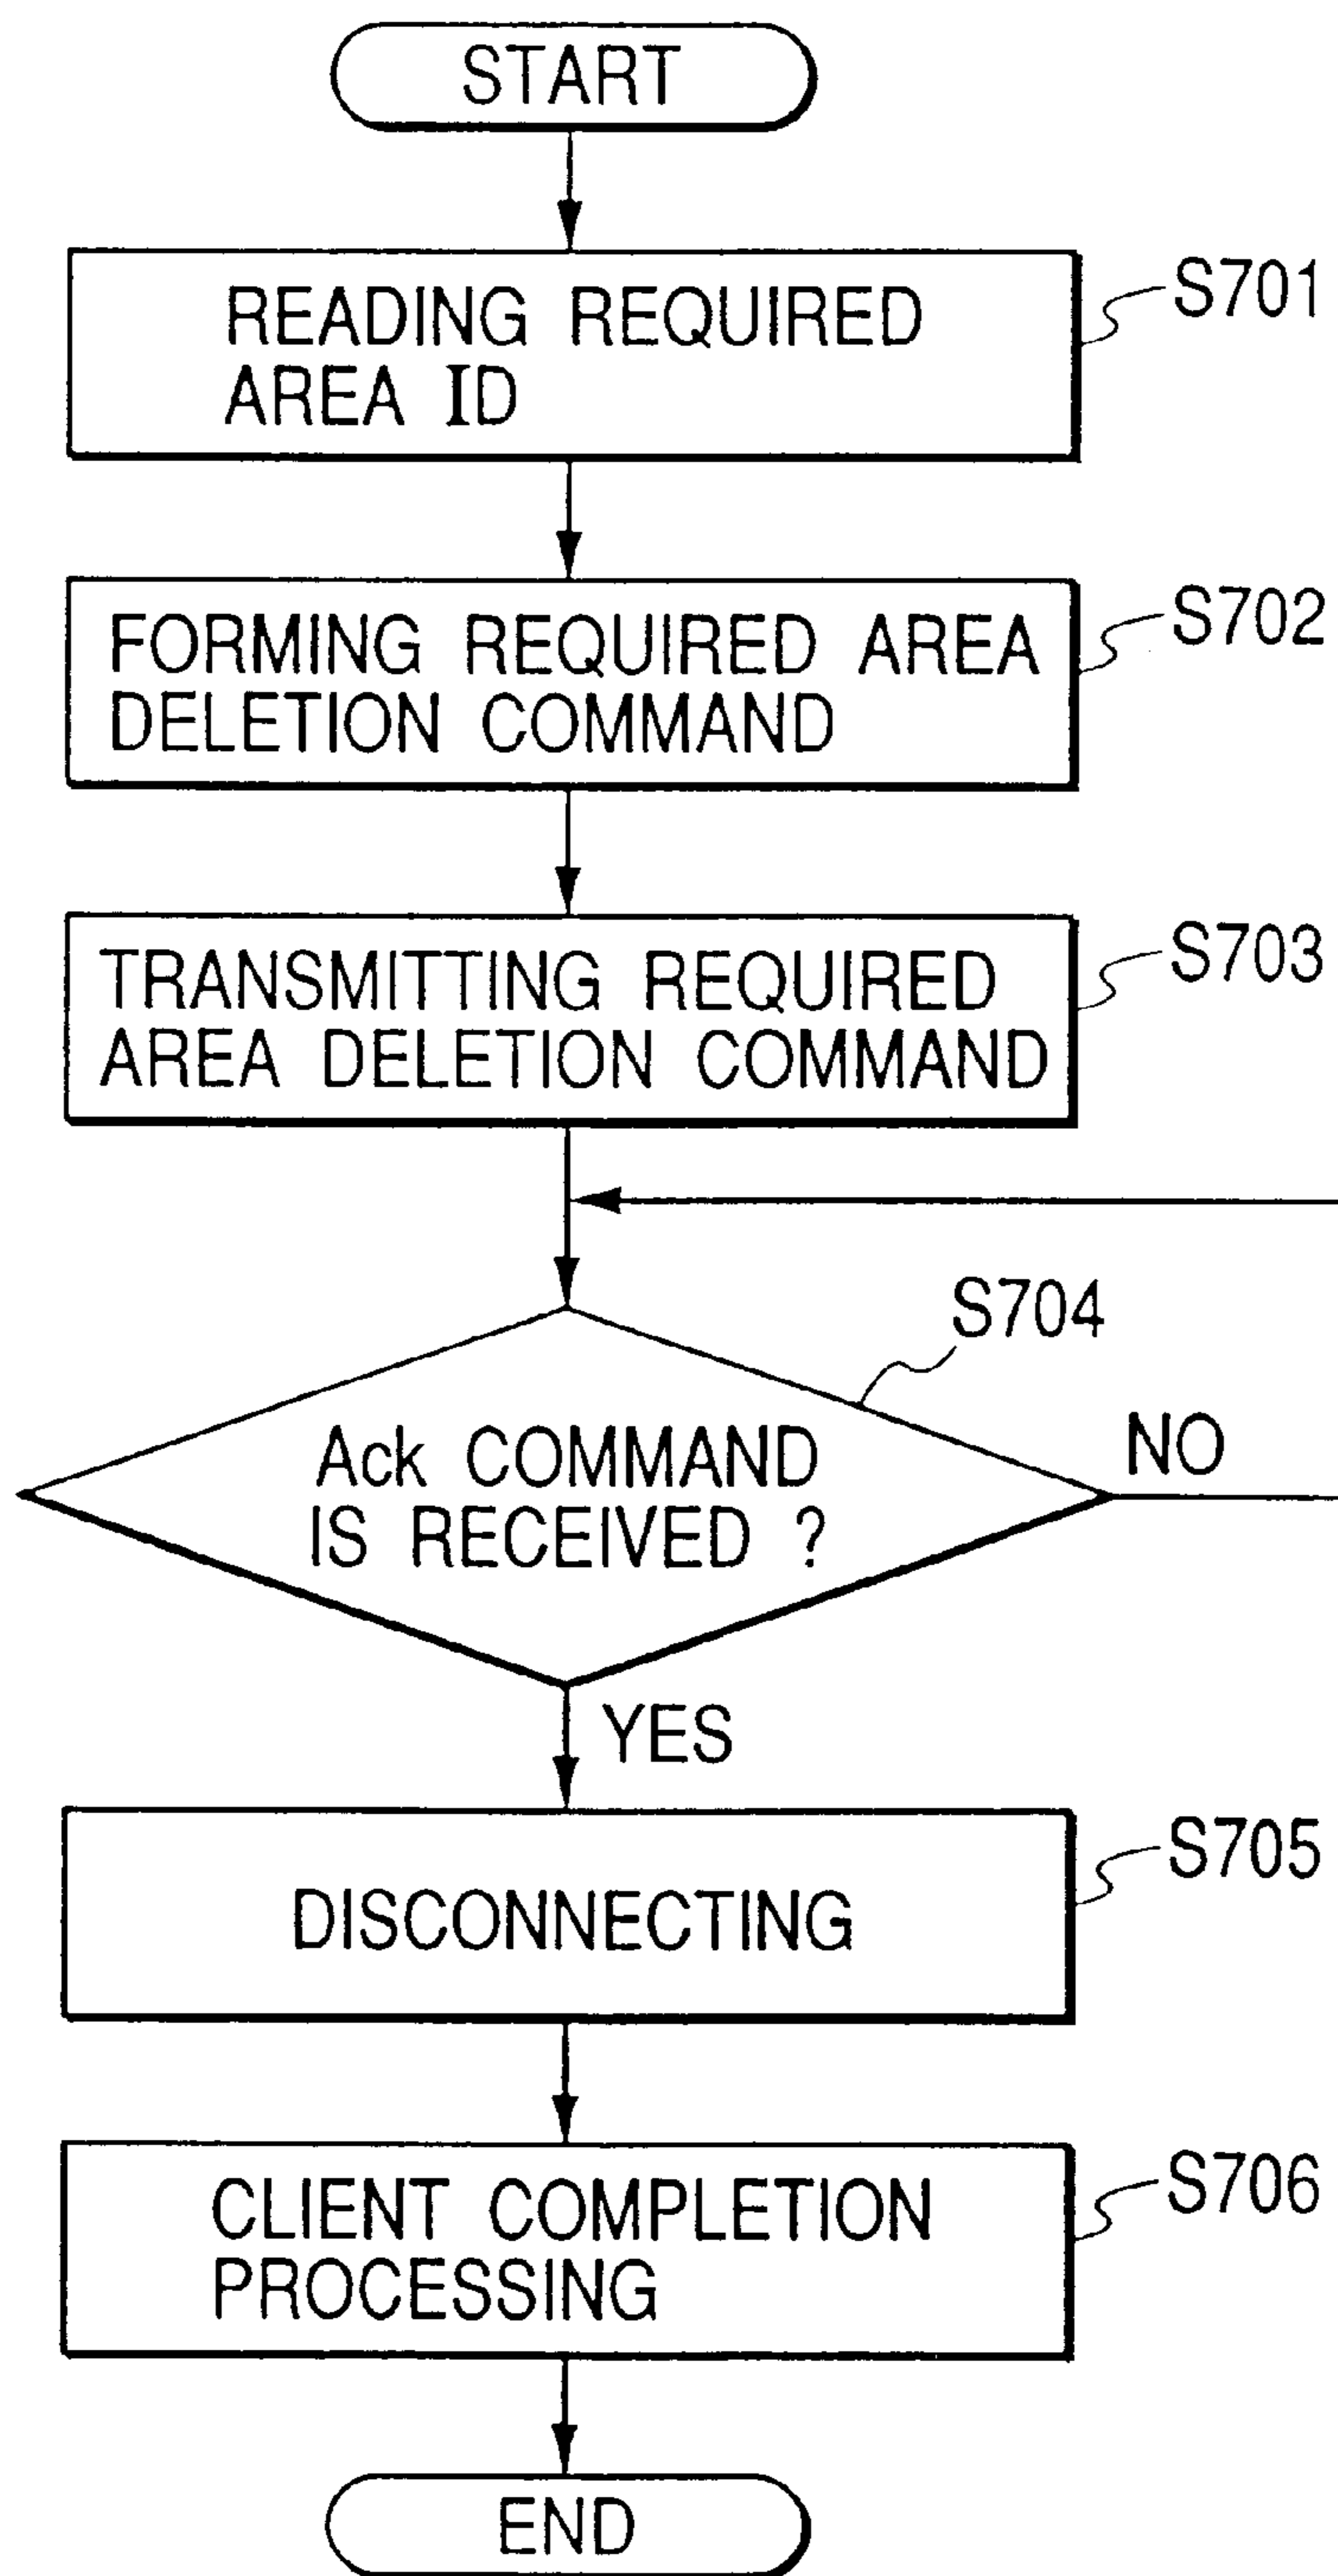 START
READING REQUIRED
AREA ID
S701
FORMING REQUIRED AREA
DELETION COMMAND
S702
TRANSMITTING REQUIRED
AREA DELETION COMMAND
S703
S704
Ack COMMAND
IS RECEIVED ?
NO
YES
DISCONNECTING
S705
CLIENT COMPLETION
PROCESSING
S706
END